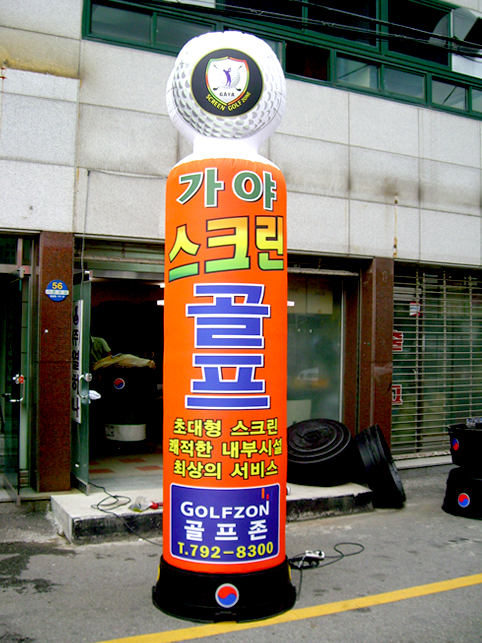 GAYA
SCREEN GOLFZONE
가야
스크린
골프
초대형 스크린
쾌적한 내부시설
최상의 서비스
GOLFZON
골프존
T.792-8300
56